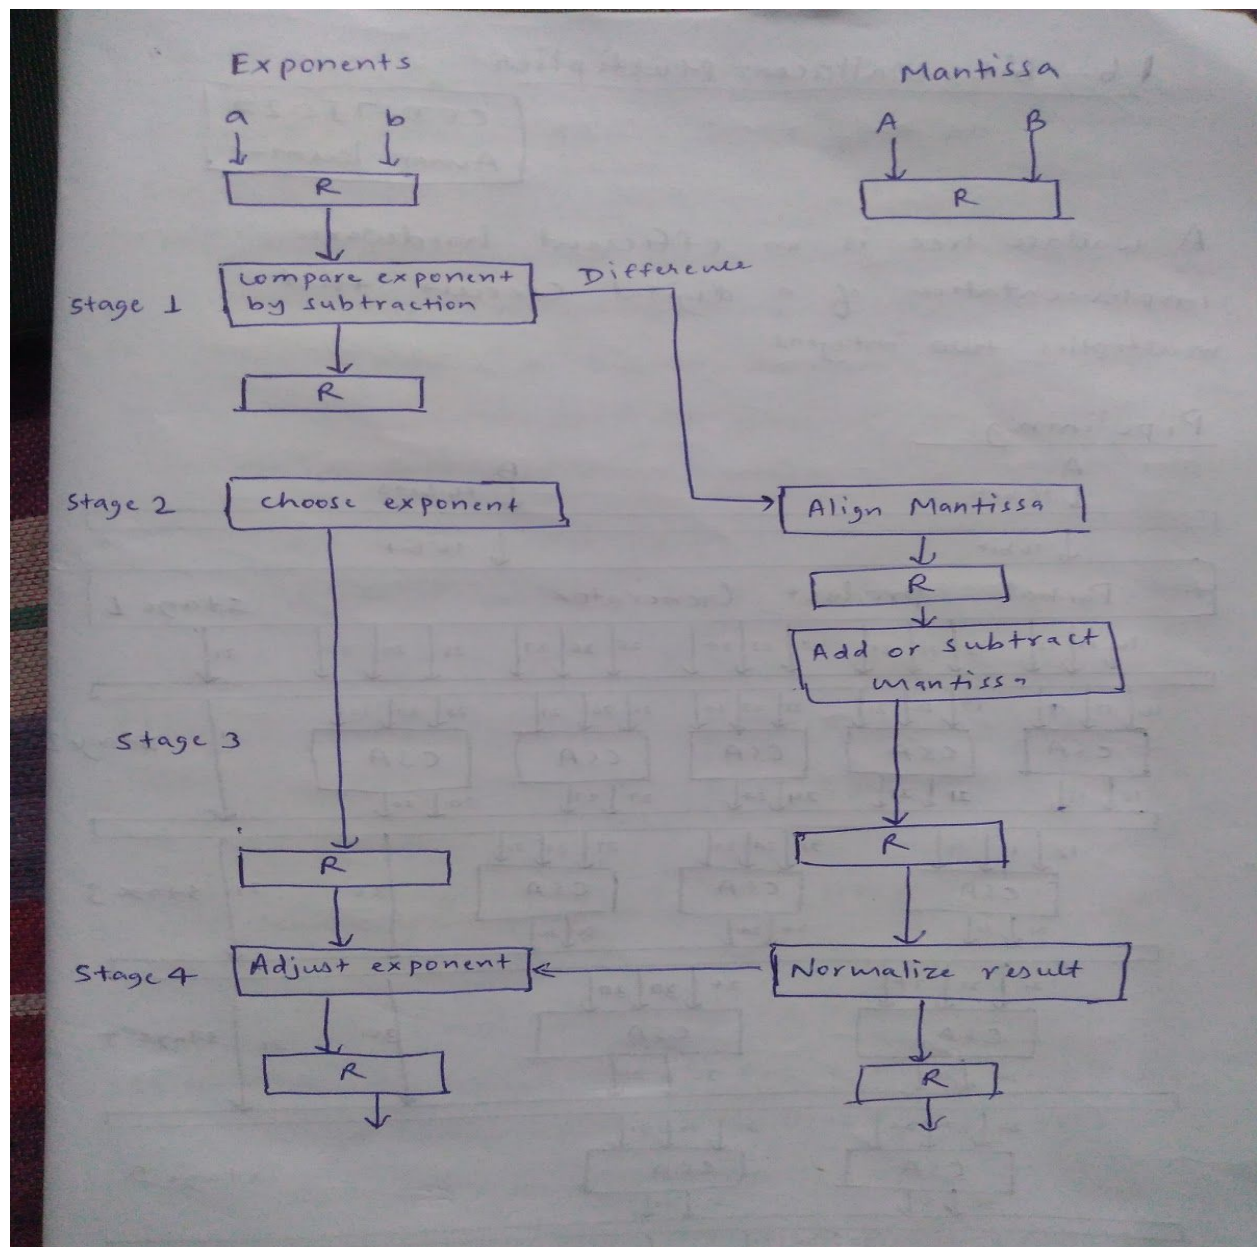 Exponents
Mantissa
a
b
A
B
R
R
Compare exponent
by subtraction
Difference
Stage 1
R
Stage 2
Choose exponent
Align Mantissa
R
Add or subtract
Mantissa
Stage 3
R
R
Stage 4
Adjust exponent
Normalize result
R
R